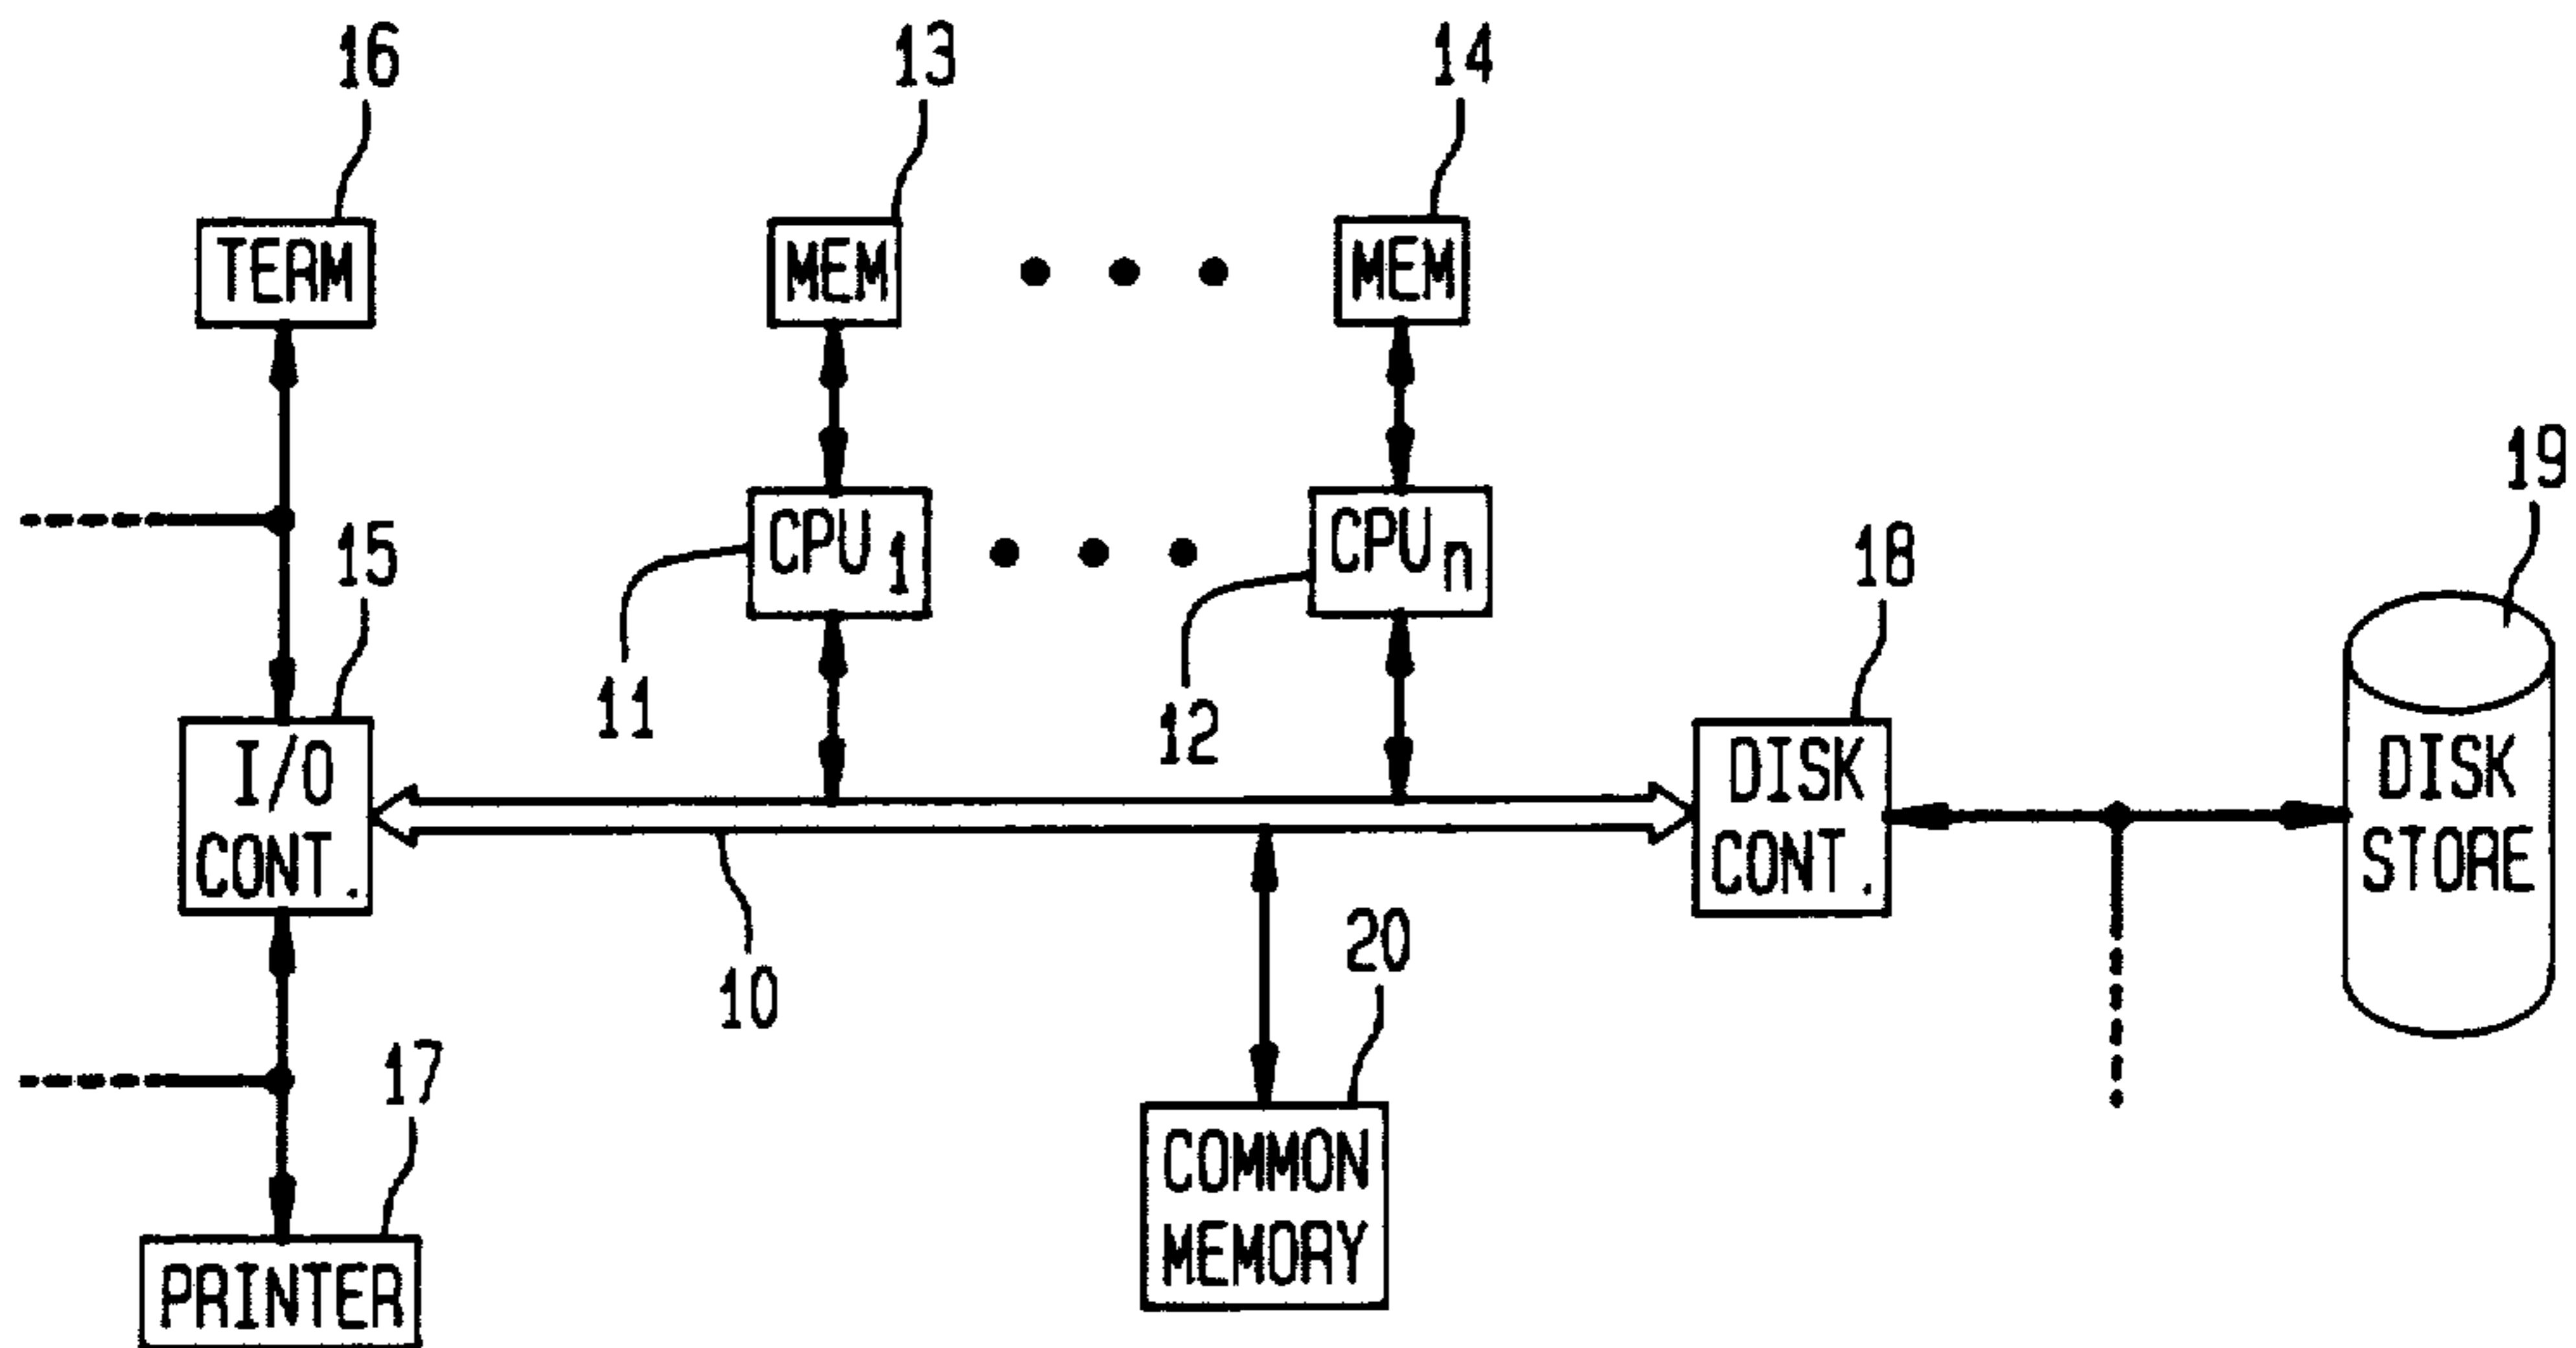 16
13
14
TERM
MEM
MEM
19
15
CPU1
CPUn
18
11
12
I/O
CONT.
DISK
CONT.
DISK
STORE
10
20
17
COMMON
MEMORY
PRINTER